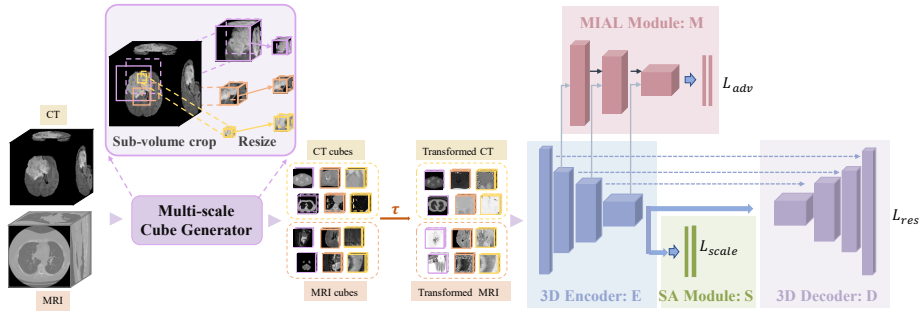 MIAL Module: M
L_adv
Sub-volume crop
Resize
CT
CT cubes
Transformed CT
Multi-scale
Cube Generator
τ
L_res
L_scale
MRI
MRI cubes
Transformed MRI
3D Encoder: E
SA Module: S
3D Decoder: D